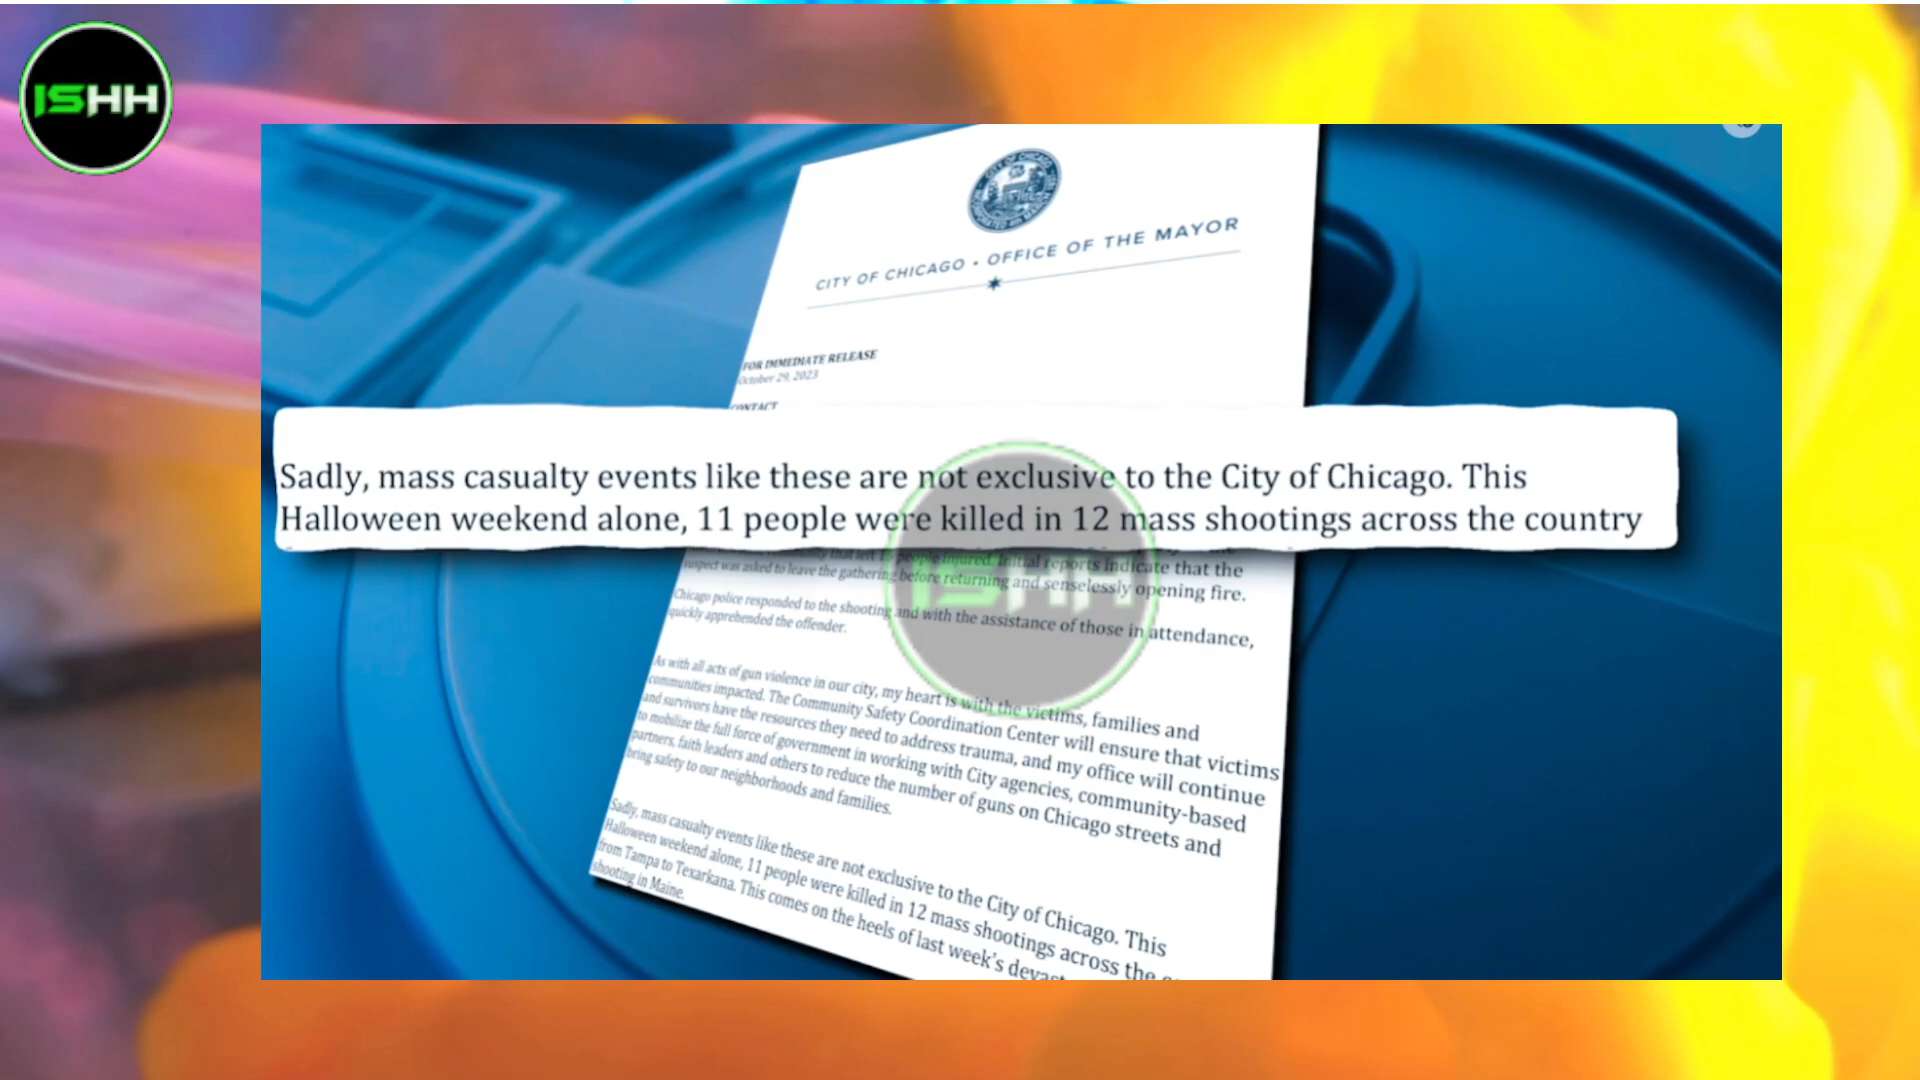 ISHH
CITY OF CHICAGO • OFFICE OF THE MAYOR
FOR IMMEDIATE RELEASE
October 29, 2023
CONTACT
Sadly, mass casualty events like these are not exclusive to the City of Chicago. This
Halloween weekend alone, 11 people were killed in 12 mass shootings across the country
ISHH
that left people injured. Initial reports indicate that the
suspect was asked to leave the gathering before returning and senselessly opening fire.
Chicago police responded to the shooting and with the assistance of those in attendance,
quickly apprehended the offender.
As with all acts of gun violence in our city, my heart is with the victims, families and
communities impacted. The Community Safety Coordination Center will ensure that victims
and survivors have the resources they need to address trauma, and my office will continue
to mobilize the full force of government in working with City agencies, community-based
partners, faith leaders and others to reduce the number of guns on Chicago streets and
bring safety to our neighborhoods and families.
Sadly, mass casualty events like these are not exclusive to the City of Chicago. This
Halloween weekend alone, 11 people were killed in 12 mass shootings across the
from Tampa to Texarkana. This comes on the heels of last week's
shooting in Maine.